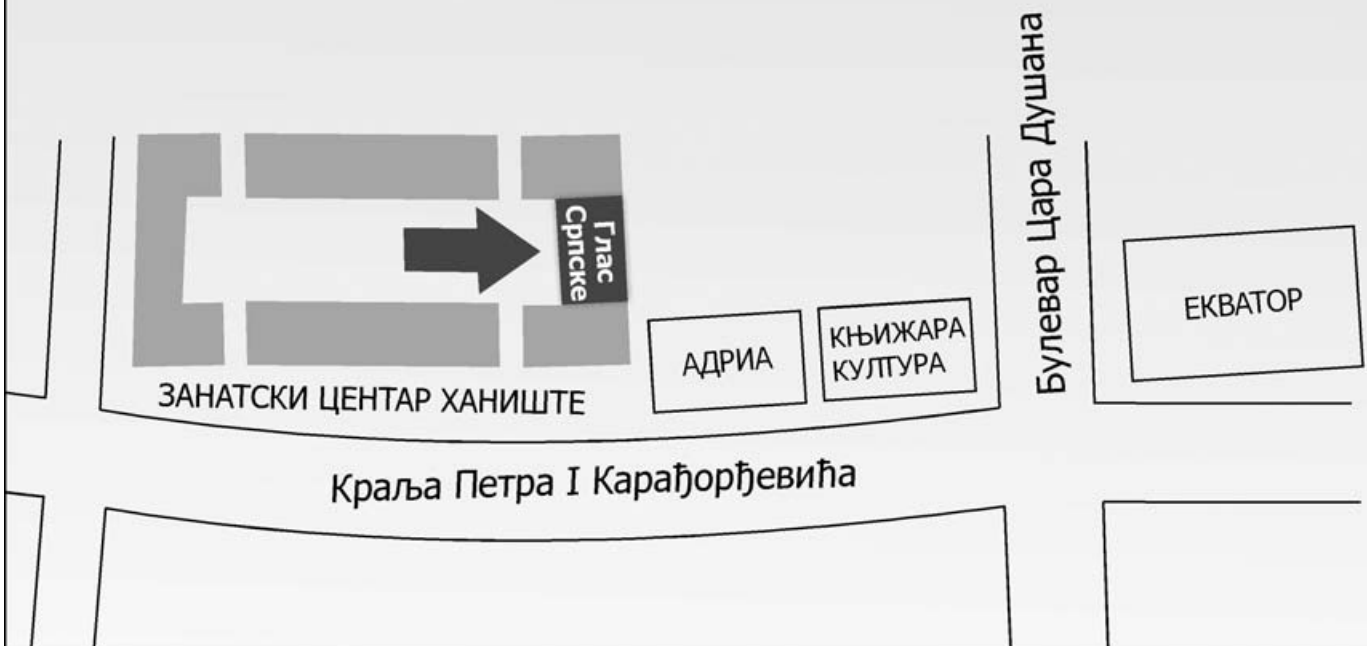 Булевар Цара Душана
Глас
Српске
ЕКВАТОР
КЊИЖАРА
КУЛТУРА
АДРИА
ЗАНАТСКИ ЦЕНТАР ХАНИШТЕ
Краља Петра I Карађорђевића